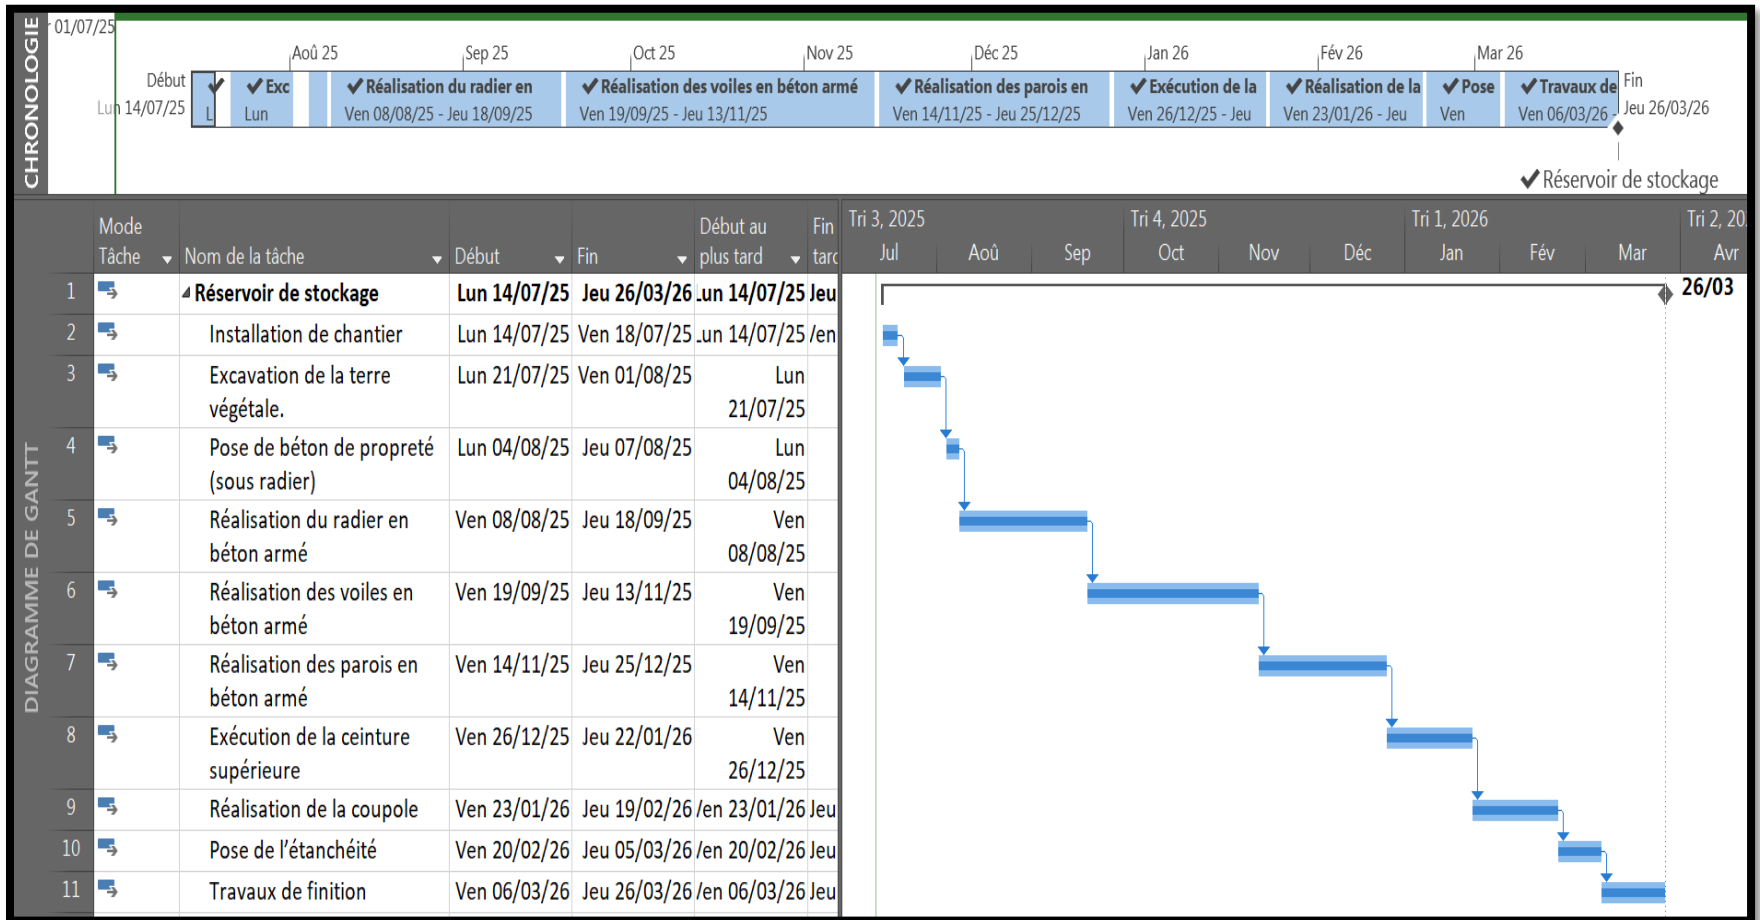 CHRONOLOGIE
01/07/25
Aoû 25 Sep 25 Oct 25 Nov 25 Déc 25 Jan 26 Fév 26 Mar 26
Début
Lun 14/07/25
L
✔ Exc
Lun
✔ Réalisation du radier en
Ven 08/08/25 - Jeu 18/09/25
✔ Réalisation des voiles en béton armé
Ven 19/09/25 - Jeu 13/11/25
✔ Réalisation des parois en
Ven 14/11/25 - Jeu 25/12/25
✔ Exécution de la
Ven 26/12/25 - Jeu
✔ Réalisation de la
Ven 23/01/26 - Jeu
✔ Pose
Ven
✔ Travaux de
Ven 06/03/26 -
Fin
Jeu 26/03/26
✔ Réservoir de stockage
DIAGRAMME DE GANTT
Mode
Tâche
Nom de la tâche
Début
Fin
Début au
plus tard
Fin
tard
Tri 3, 2025 Tri 4, 2025 Tri 1, 2026 Tri 2, 20
Jul Aoû Sep Oct Nov Déc Jan Fév Mar Avr
1 Réservoir de stockage Lun 14/07/25 Jeu 26/03/26 Lun 14/07/25 Jeu
26/03
2 Installation de chantier Lun 14/07/25 Ven 18/07/25 Lun 14/07/25 Ven
3 Excavation de la terre Lun 21/07/25 Ven 01/08/25 Lun
végétale. 21/07/25
4 Pose de béton de propreté Lun 04/08/25 Jeu 07/08/25 Lun
(sous radier) 04/08/25
5 Réalisation du radier en Ven 08/08/25 Jeu 18/09/25 Ven
béton armé 08/08/25
6 Réalisation des voiles en Ven 19/09/25 Jeu 13/11/25 Ven
béton armé 19/09/25
7 Réalisation des parois en Ven 14/11/25 Jeu 25/12/25 Ven
béton armé 14/11/25
8 Exécution de la ceinture Ven 26/12/25 Jeu 22/01/26 Ven
supérieure 26/12/25
9 Réalisation de la coupole Ven 23/01/26 Jeu 19/02/26 Ven 23/01/26 Jeu
10 Pose de l'étanchéité Ven 20/02/26 Jeu 05/03/26 Ven 20/02/26 Jeu
11 Travaux de finition Ven 06/03/26 Jeu 26/03/26 Ven 06/03/26 Jeu